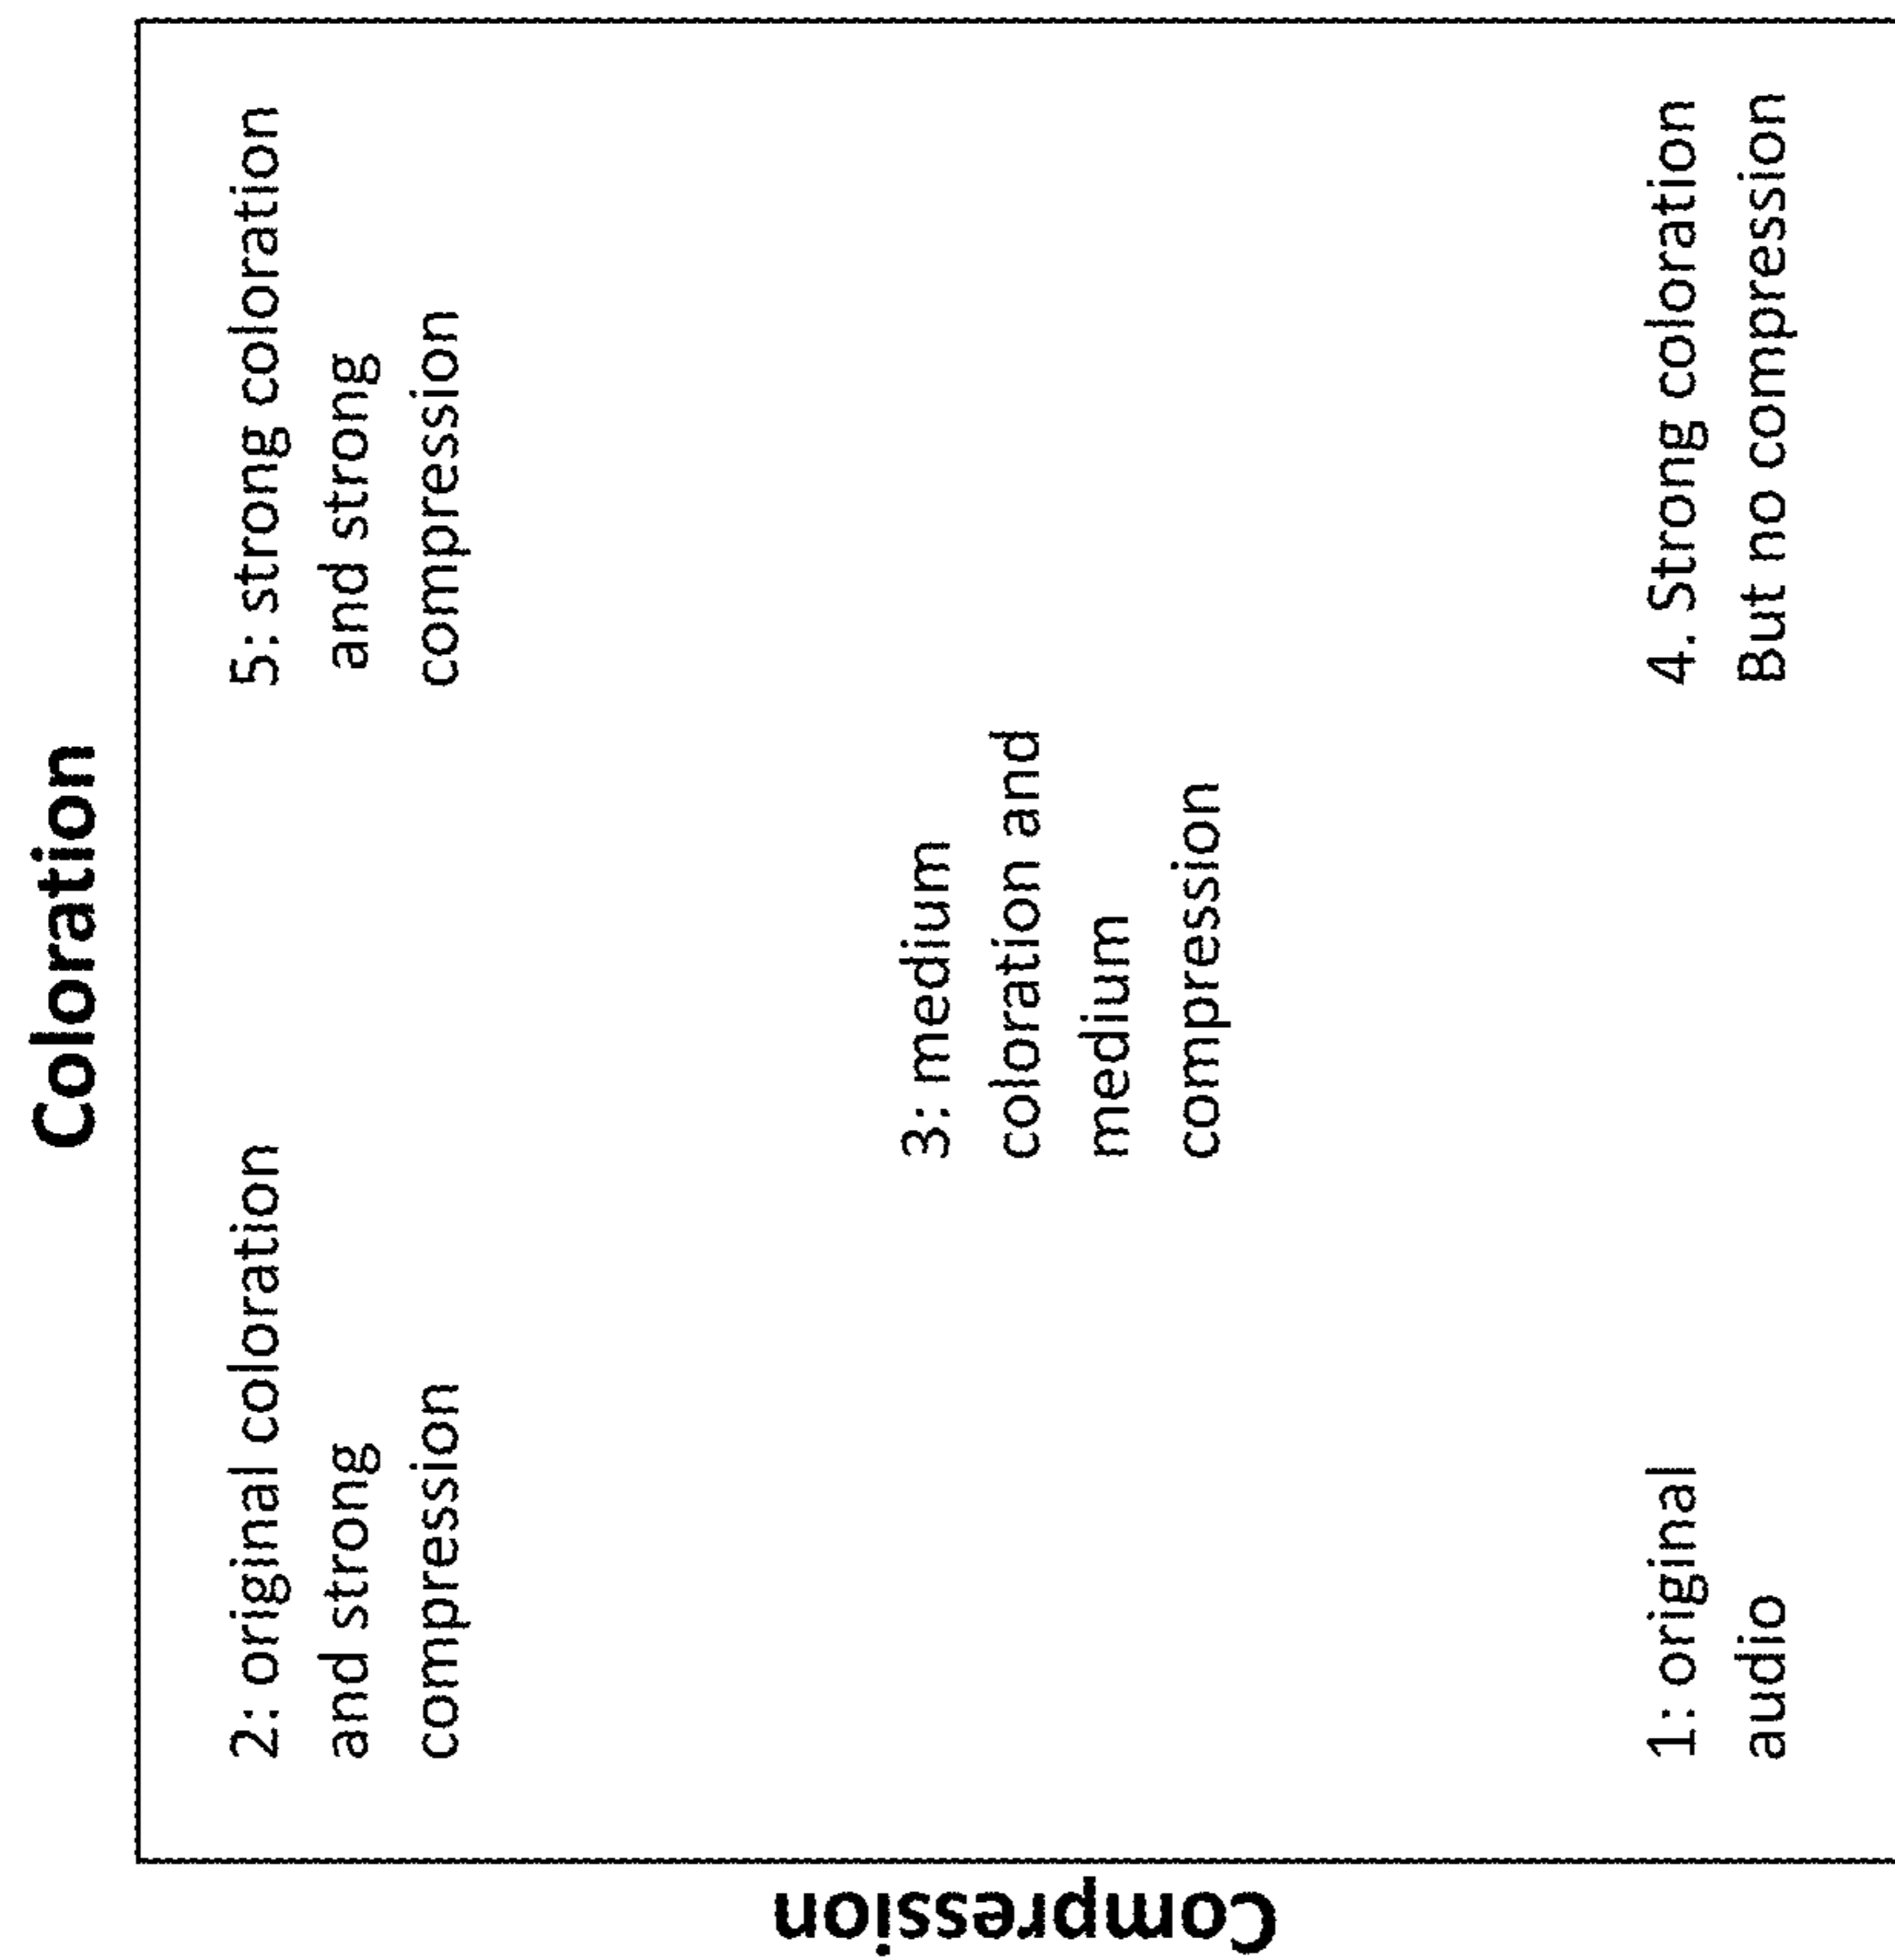 Coloration
2: original coloration
and strong
compression
5: strong coloration
and strong
compression
3: medium
coloration and
medium
compression
1: original
audio
4. Strong coloration
But no compression
Compression